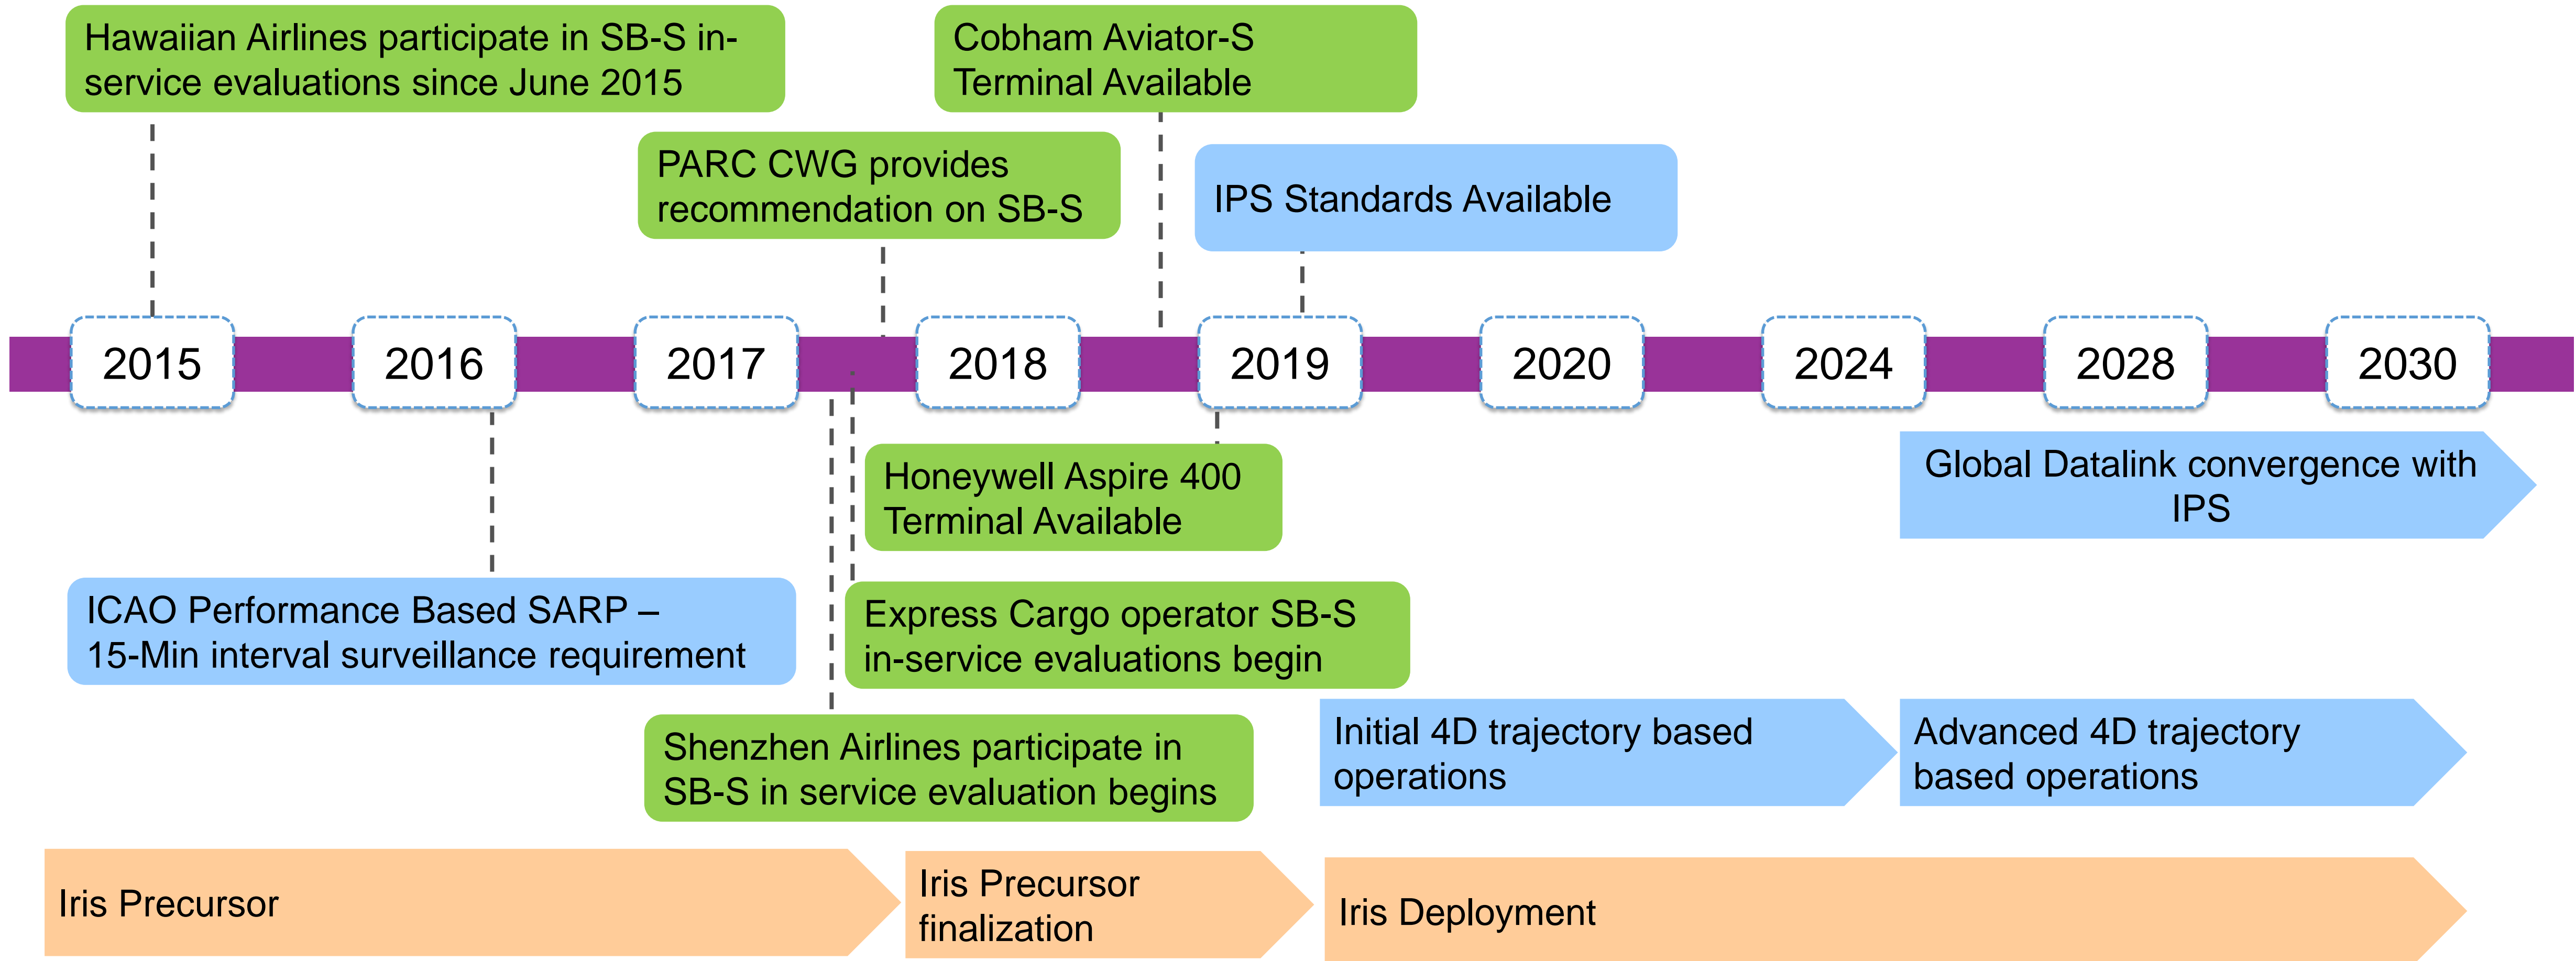 Hawaiian Airlines participate in SB-S in-
service evaluations since June 2015
Cobham Aviator-S
Terminal Available
PARC CWG provides
recommendation on SB-S
IPS Standards Available
2015
2016
2017
2018
2019
2020
2024
2028
2030
Global Datalink convergence with
IPS
Honeywell Aspire 400
Terminal Available
ICAO Performance Based SARP –
15-Min interval surveillance requirement
Express Cargo operator SB-S
in-service evaluations begin
Shenzhen Airlines participate in
SB-S in service evaluation begins
Initial 4D trajectory based
operations
Advanced 4D trajectory
based operations
Iris Precursor
Iris Precursor
finalization
Iris Deployment